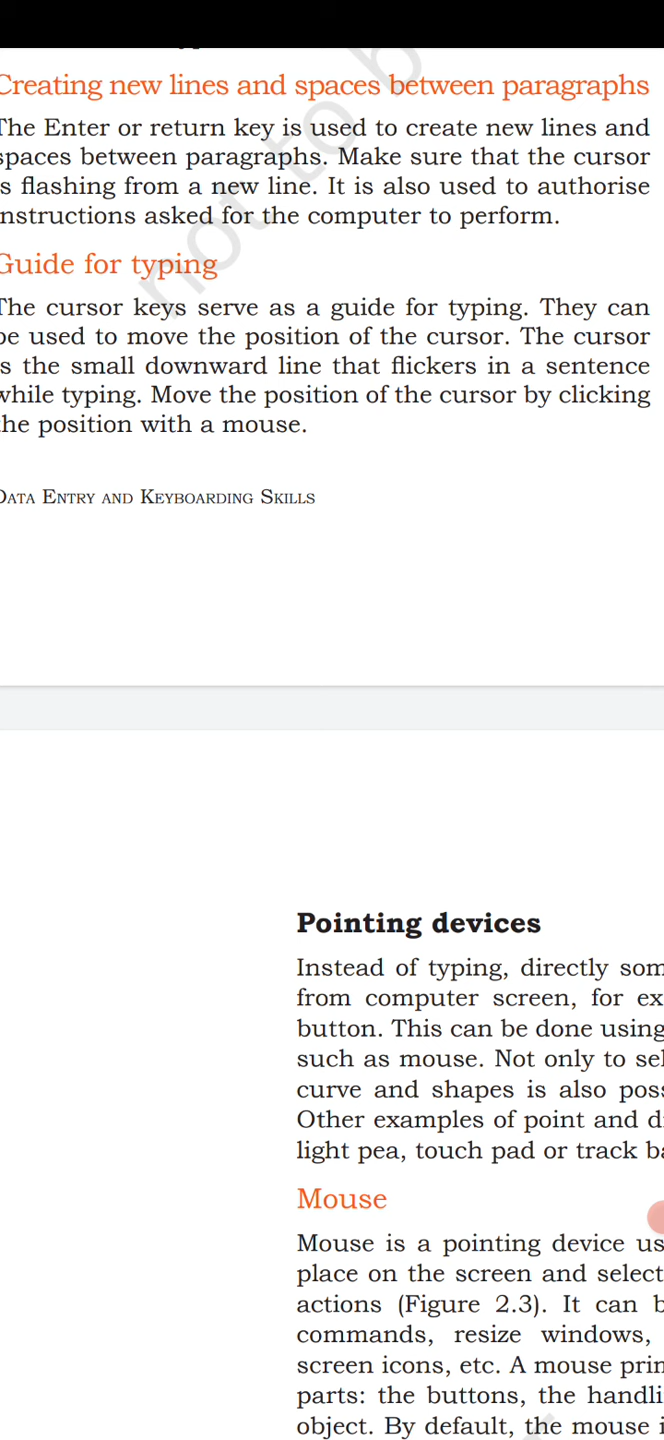 Creating new lines and spaces between paragraphs
The Enter or return key is used to create new lines and
spaces between paragraphs. Make sure that the cursor
is flashing from a new line. It is also used to authorise
instructions asked for the computer to perform.
Guide for typing
The cursor keys serve as a guide for typing. They can
be used to move the position of the cursor. The cursor
is the small downward line that flickers in a sentence
while typing. Move the position of the cursor by clicking
the position with a mouse.
not to b
Data Entry and Keyboarding Skills
Pointing devices
Instead of typing, directly som
from computer screen, for ex
button. This can be done using
such as mouse. Not only to sel
curve and shapes is also poss
Other examples of point and d
light pea, touch pad or track ba
Mouse
Mouse is a pointing device us
place on the screen and select
actions (Figure 2.3). It can b
commands, resize windows,
screen icons, etc. A mouse prin
parts: the buttons, the handli
object. By default, the mouse i